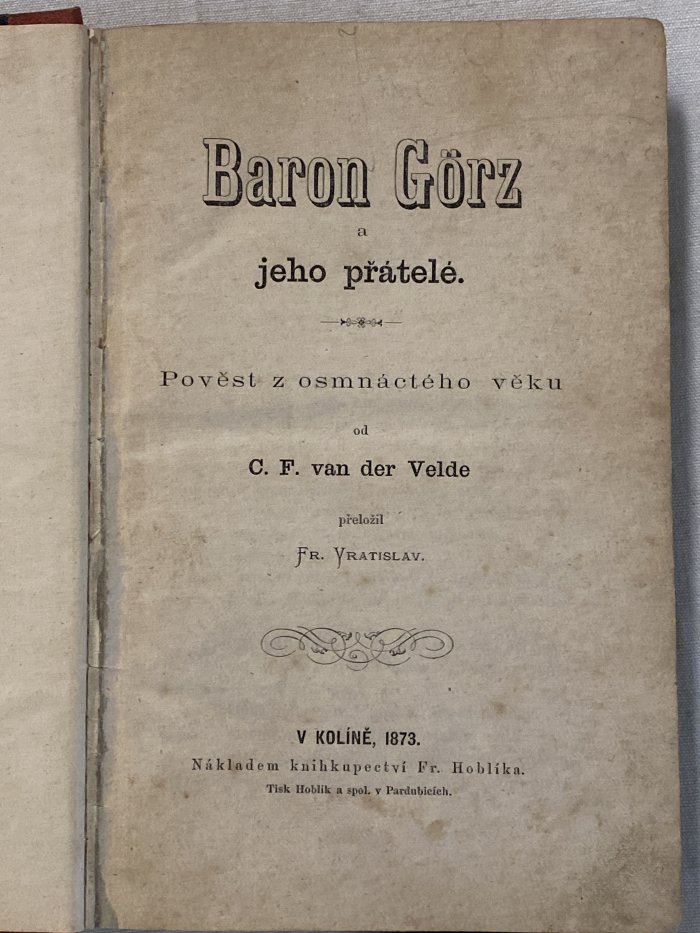 Baron Görz
a
jeho přátelé.
Pověst z osmnáctého věku
od
C. F. van der Velde
přeložil
Fr. Vratislav.
V KOLÍNĚ, 1873.
Nákladem knihkupectví Fr. Hoblíka.
Tisk Hoblík a spol. v Pardubicích.